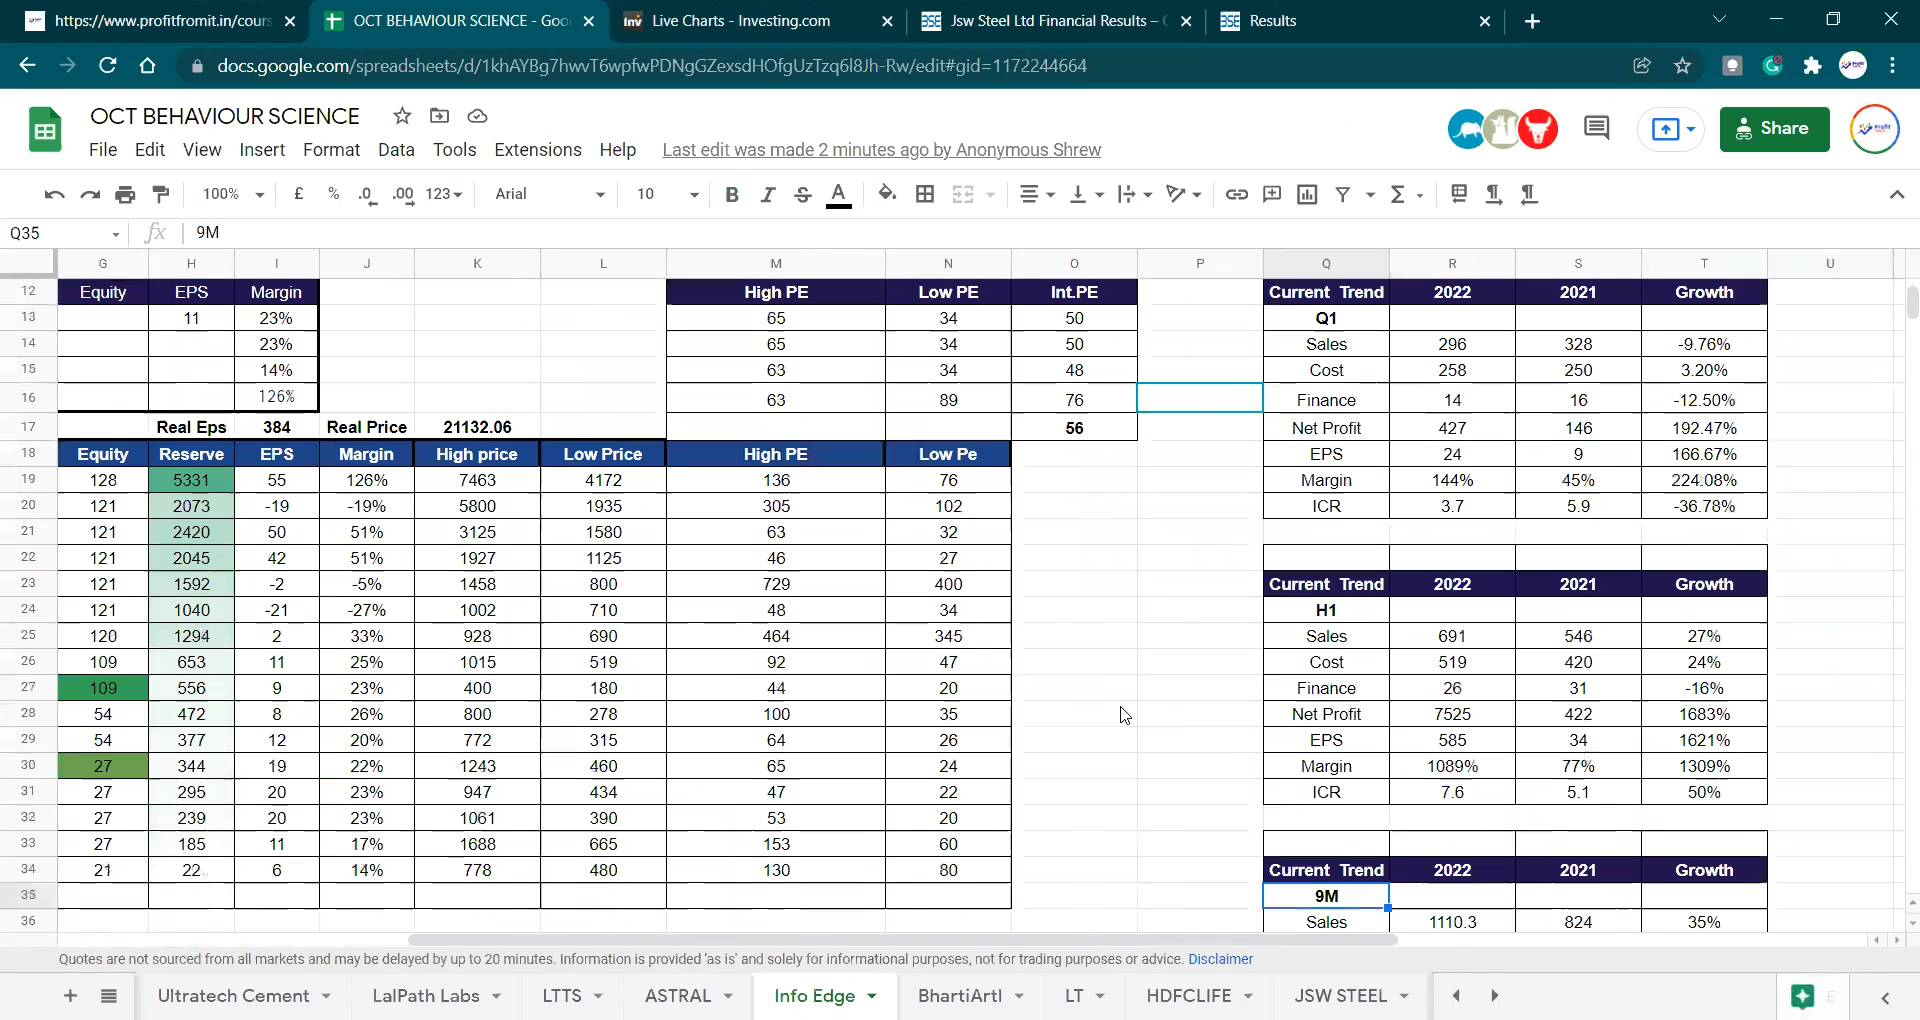 https://www.profitfromit.in/cours
OCT BEHAVIOUR SCIENCE - Goo
Live Charts - Investing.com
Jsw Steel Ltd Financial Results –
Results
docs.google.com/spreadsheets/d/1khAYBg7hwvT6wpfwPDNgGZexsdHOfgUzTzq6l8Jh-Rw/edit#gid=1172244664
OCT BEHAVIOUR SCIENCE
File Edit View Insert Format Data Tools Extensions Help Last edit was made 2 minutes ago by Anonymous Shrew
Share
100% £ % .0 .00 123 Arial 10 B I S A
Q35 fx 9M
G H I J K L M N O P Q R S T U
12 Equity EPS Margin High PE Low PE Int.PE Current Trend 2022 2021 Growth
13 11 23% 65 34 50 Q1
14 23% 65 34 50 Sales 296 328 -9.76%
15 14% 63 34 48 Cost 258 250 3.20%
16 126% 63 89 76 Finance 14 16 -12.50%
17 Real Eps 384 Real Price 21132.06 56 Net Profit 427 146 192.47%
18 Equity Reserve EPS Margin High price Low Price High PE Low Pe EPS 24 9 166.67%
19 128 5331 55 126% 7463 4172 136 76 Margin 144% 45% 224.08%
20 121 2073 -19 -19% 5800 1935 305 102 ICR 3.7 5.9 -36.78%
21 121 2420 50 51% 3125 1580 63 32
22 121 2045 42 51% 1927 1125 46 27
23 121 1592 -2 -5% 1458 800 729 400 Current Trend 2022 2021 Growth
24 121 1040 -21 -27% 1002 710 48 34 H1
25 120 1294 2 33% 928 690 464 345 Sales 691 546 27%
26 109 653 11 25% 1015 519 92 47 Cost 519 420 24%
27 109 556 9 23% 400 180 44 20 Finance 26 31 -16%
28 54 472 8 26% 800 278 100 35 Net Profit 7525 422 1683%
29 54 377 12 20% 772 315 64 26 EPS 585 34 1621%
30 27 344 19 22% 1243 460 65 24 Margin 1089% 77% 1309%
31 27 295 20 23% 947 434 47 22 ICR 7.6 5.1 50%
32 27 239 20 23% 1061 390 53 20
33 27 185 11 17% 1688 665 153 60
34 21 22 6 14% 778 480 130 80 Current Trend 2022 2021 Growth
35 9M
36 Sales 1110.3 824 35%
Quotes are not sourced from all markets and may be delayed by up to 20 minutes. Information is provided 'as is' and solely for informational purposes, not for trading purposes or advice. Disclaimer
Ultratech Cement LalPath Labs LTTS ASTRAL Info Edge BhartiArtl LT HDFCLIFE JSW STEEL